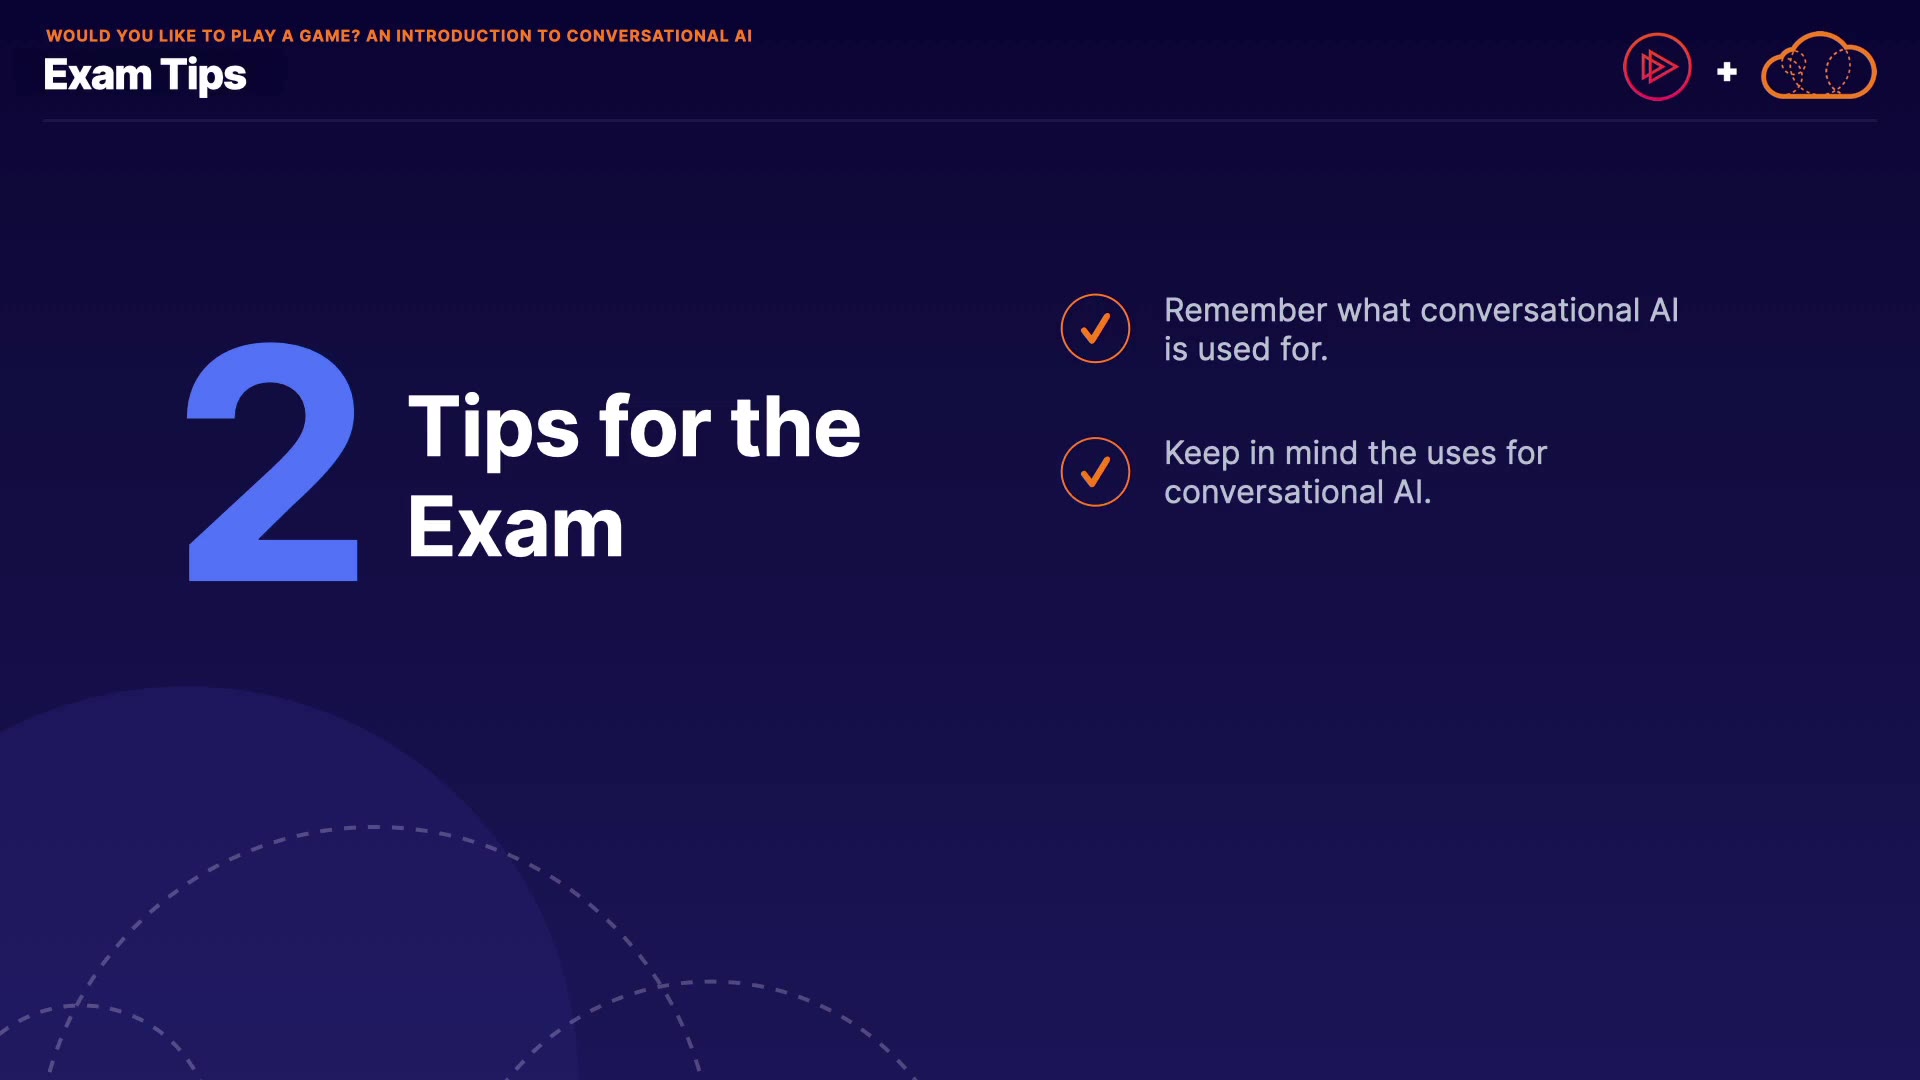 WOULD YOU LIKE TO PLAY A GAME? AN INTRODUCTION TO CONVERSATIONAL AI
Exam Tips
+
2
Tips for the
Exam
Remember what conversational AI
is used for.
Keep in mind the uses for
conversational AI.